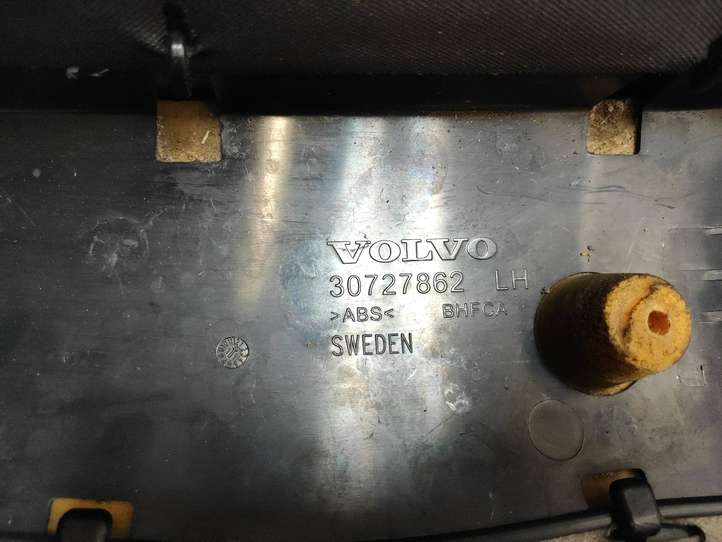 VOLVO
30727862 LH
>ABS< BHFCA
SWEDEN